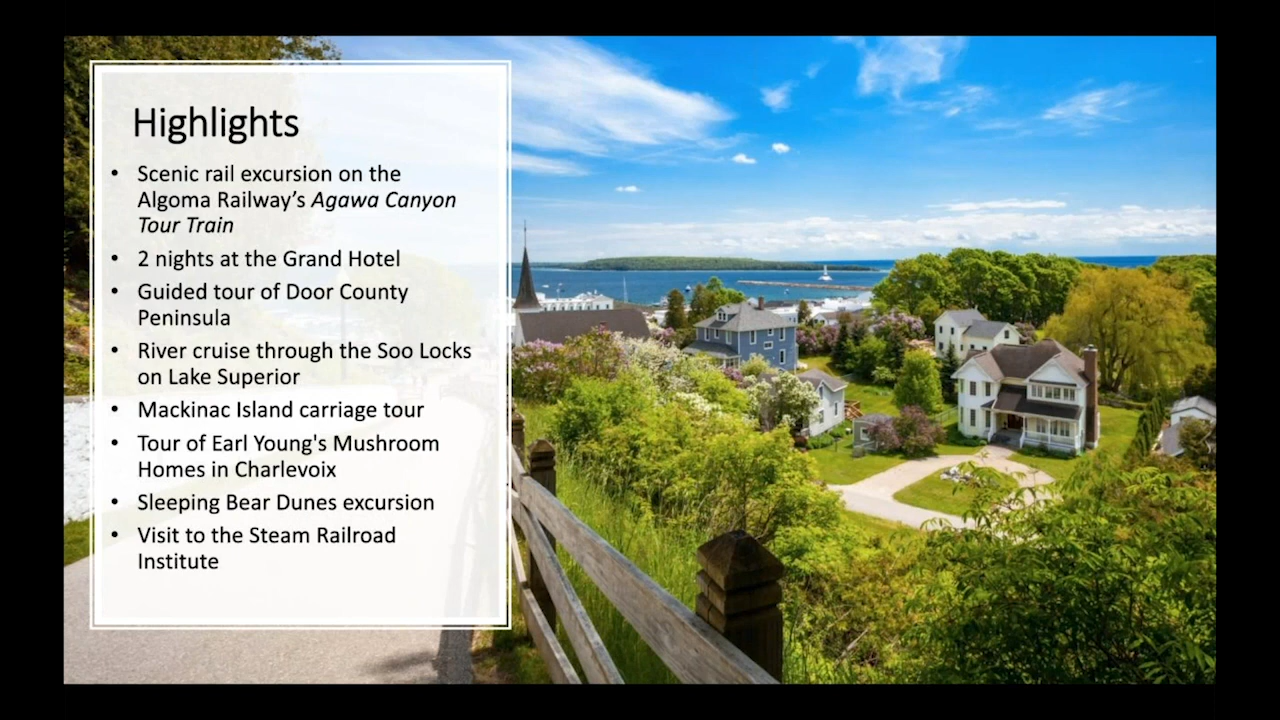 Highlights
• Scenic rail excursion on the
Algoma Railway’s Agawa Canyon
Tour Train
• 2 nights at the Grand Hotel
• Guided tour of Door County
Peninsula
• River cruise through the Soo Locks
on Lake Superior
• Mackinac Island carriage tour
• Tour of Earl Young's Mushroom
Homes in Charlevoix
• Sleeping Bear Dunes excursion
• Visit to the Steam Railroad
Institute